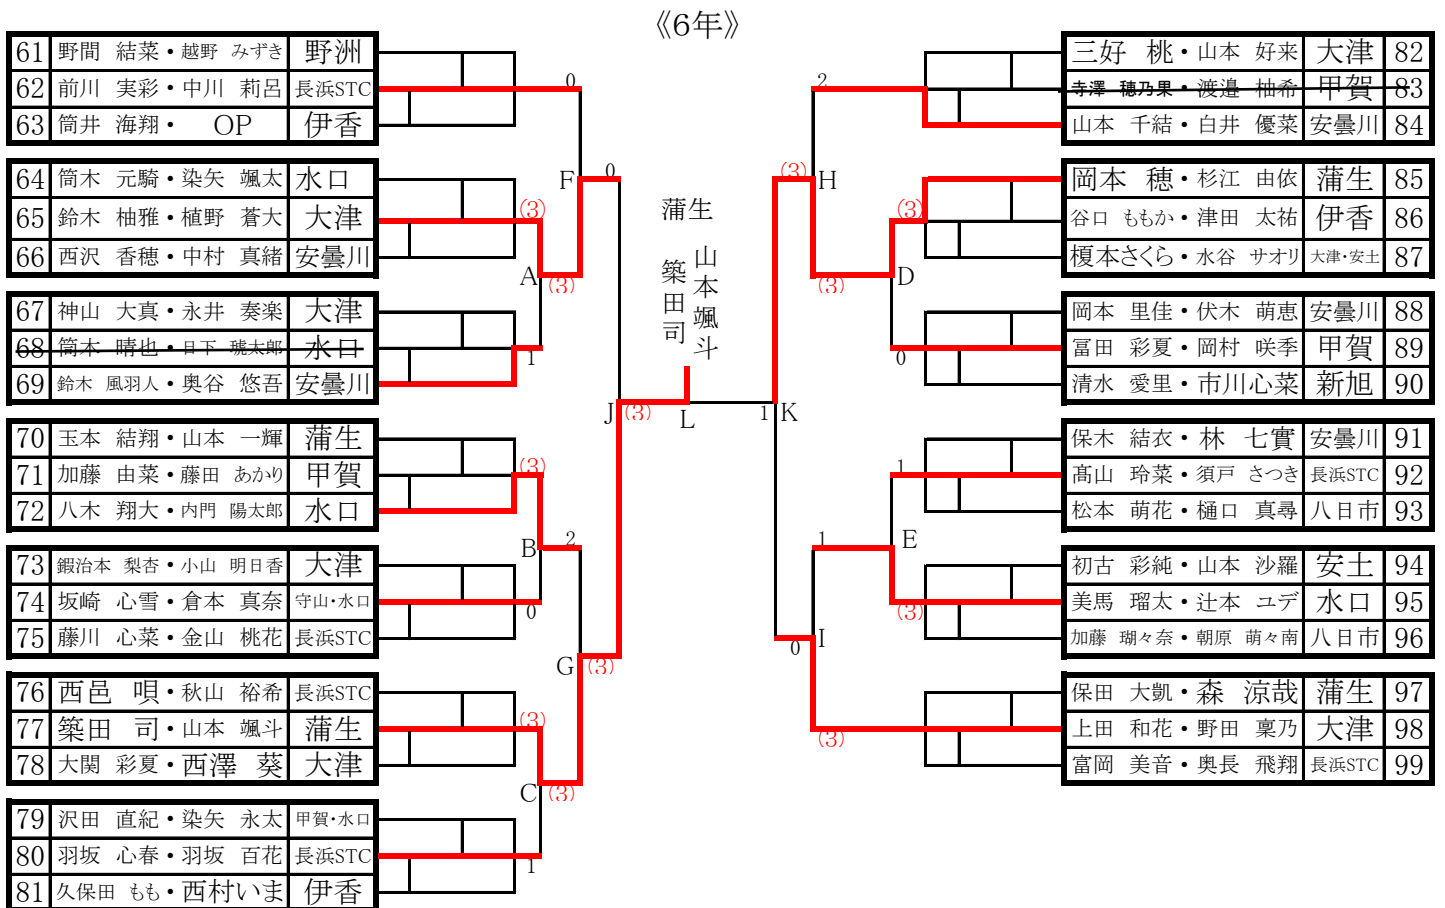 《6年》
61 野間 結菜・越野 みずき 野洲
62 前川 実彩・中川 莉呂 長浜STC
63 筒井 海翔・ OP 伊香
64 筒木 元騎・染矢 颯太 水口
65 鈴木 柚雅・植野 蒼大 大津
66 西沢 香穂・中村 真緒 安曇川
67 神山 大真・永井 奏楽 大津
68 筒木 晴也・日下 琥太郎 水口
69 鈴木 風羽人・奥谷 悠吾 安曇川
70 玉本 結翔・山本 一輝 蒲生
71 加藤 由菜・藤田 あかり 甲賀
72 八木 翔大・内門 陽太郎 水口
73 鍜治本 梨杏・小山 明日香 大津
74 坂崎 心雪・倉本 真奈 守山・水口
75 藤川 心菜・金山 桃花 長浜STC
76 西邑 唄・秋山 裕希 長浜STC
77 築田 司・山本 颯斗 蒲生
78 大関 彩夏・西澤 葵 大津
79 沢田 直紀・染矢 永太 甲賀・水口
80 羽坂 心春・羽坂 百花 長浜STC
81 久保田 もも・西村いま 伊香
0
F 0
(3)
A (3)
1
J (3)
(3)
B 2
0
G (3)
(3)
C (3)
1
蒲生
山本颯斗
築田司
L
2
(3) H
(3)
(3) D
0
1 K
1
1 E
(3)
0 I
(3)
三好 桃・山本 好来 大津 82
寺澤 穂乃果・渡邉 柚希 甲賀 83
山本 千結・白井 優菜 安曇川 84
岡本 穂・杉江 由依 蒲生 85
谷口 ももか・津田 太祐 伊香 86
榎本さくら・水谷 サオリ 大津・安土 87
岡本 里佳・伏木 萌恵 安曇川 88
冨田 彩夏・岡村 咲季 甲賀 89
清水 愛里・市川心菜 新旭 90
保木 結衣・林 七實 安曇川 91
髙山 玲菜・須戸 さつき 長浜STC 92
松本 萌花・樋口 真尋 八日市 93
初古 彩純・山本 沙羅 安土 94
美馬 瑠太・辻本 ユデ 水口 95
加藤 瑚々奈・朝原 萌々南 八日市 96
保田 大凱・森 涼哉 蒲生 97
上田 和花・野田 稟乃 大津 98
富岡 美音・奥長 飛翔 長浜STC 99